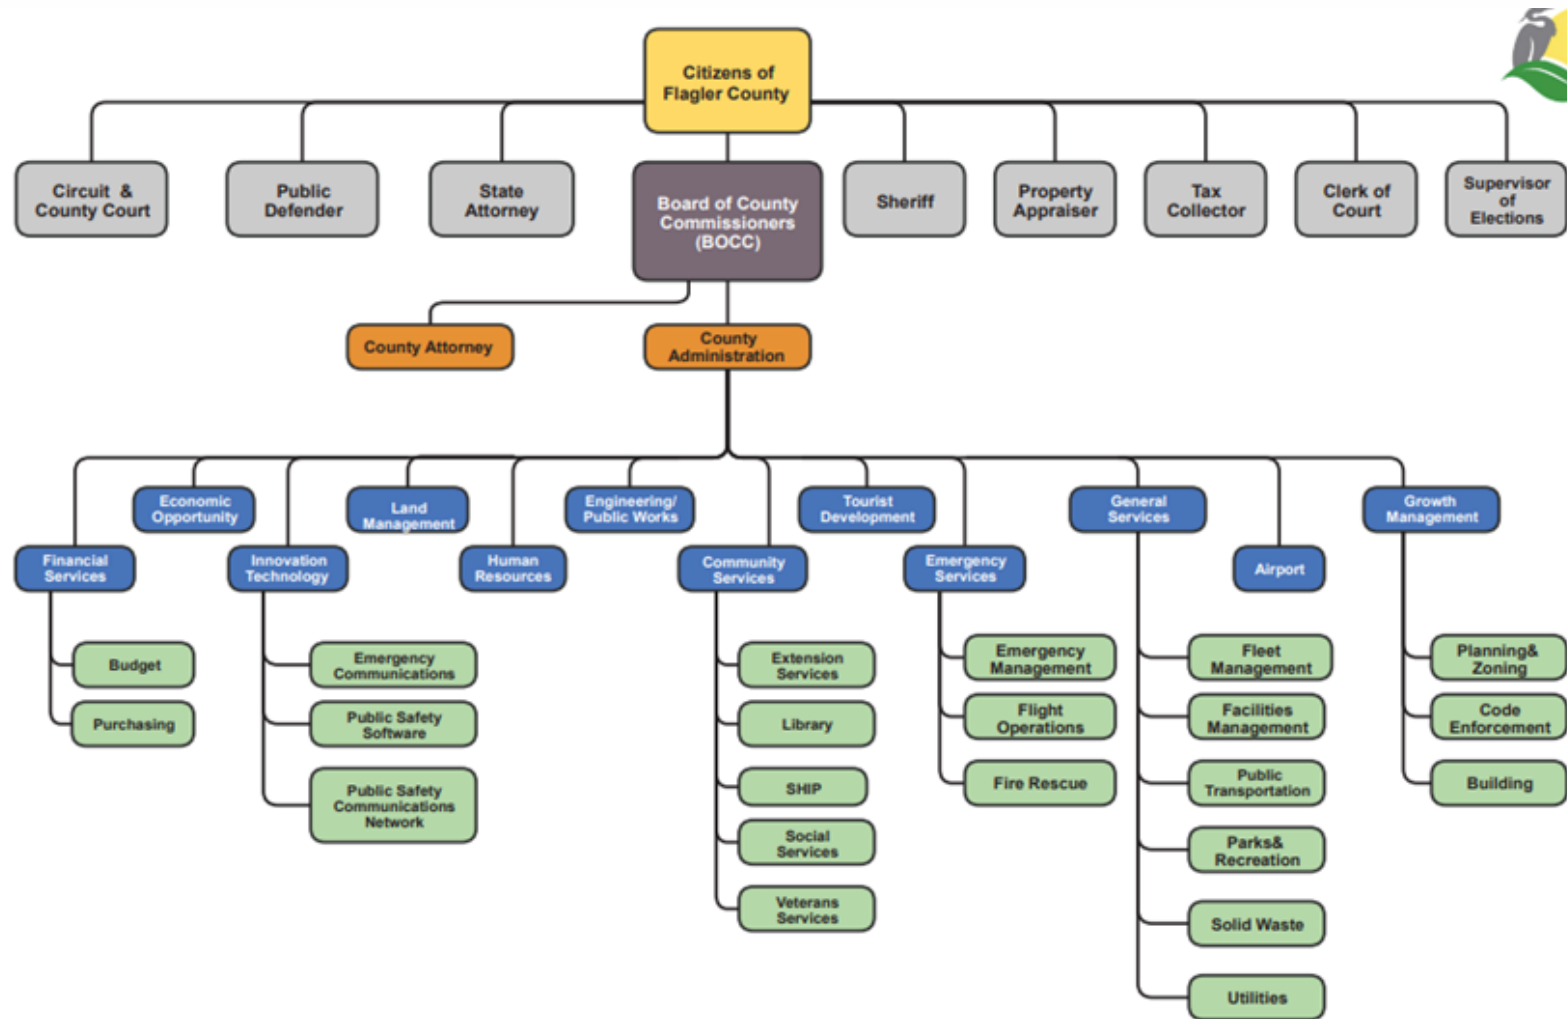 Citizens of
Flagler County
Circuit &
County Court
Public
Defender
State
Attorney
Board of County
Commissioners
(BOCC)
Sheriff
Property
Appraiser
Tax
Collector
Clerk of
Court
Supervisor
of
Elections
County Attorney
County
Administration
Economic
Opportunity
Land
Management
Engineering/
Public Works
Tourist
Development
General
Services
Growth
Management
Financial
Services
Innovation
Technology
Human
Resources
Community
Services
Emergency
Services
Airport
Budget
Purchasing
Emergency
Communications
Public Safety
Software
Public Safety
Communications
Network
Extension
Services
Library
SHIP
Social
Services
Veterans
Services
Emergency
Management
Flight
Operations
Fire Rescue
Fleet
Management
Facilities
Management
Public
Transportation
Parks&
Recreation
Solid Waste
Utilities
Planning&
Zoning
Code
Enforcement
Building